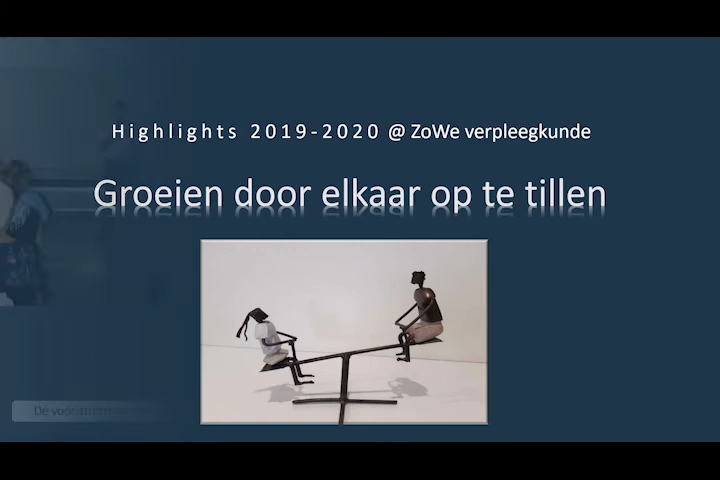 Highlights 2019-2020 @ ZoWe verpleegkunde
Groeien door elkaar op te tillen